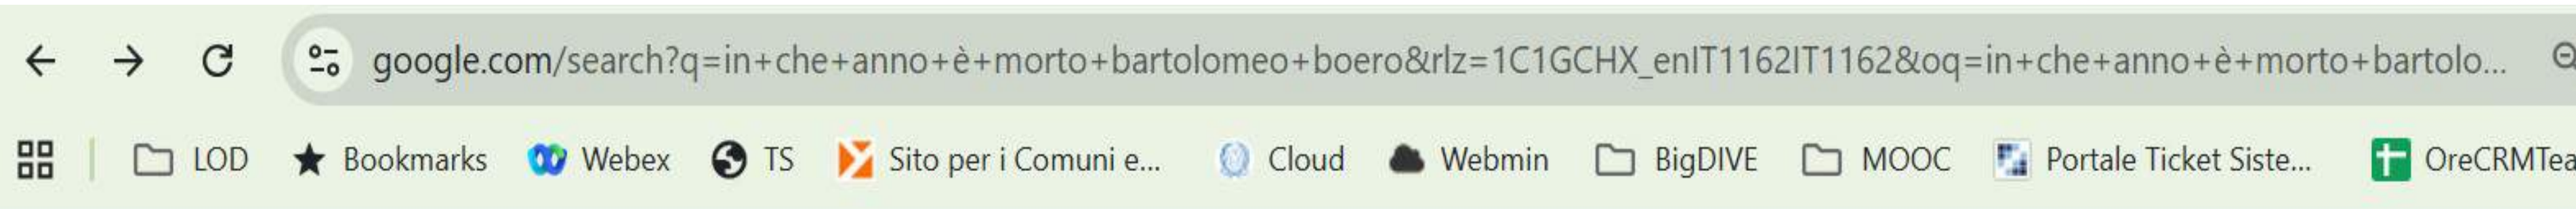 google.com/search?q=in+che+anno+è+morto+bartolomeo+boero&rlz=1C1GCHX_enIT1162IT1162&oq=in+che+anno+è+morto+bartolo...
LOD Bookmarks Webex TS Sito per i Comuni e... Cloud Webmin BigDIVE MOOC Portale Ticket Siste... OreCRMTea